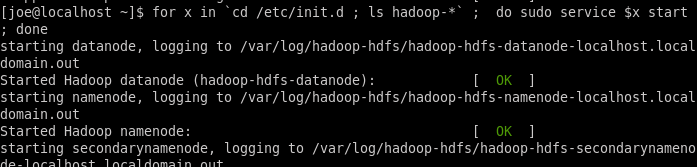 [joe@localhost ~]$ for x in `cd /etc/init.d ; ls hadoop-*` ;  do sudo service $x start
; done
starting datanode, logging to /var/log/hadoop-hdfs/hadoop-hdfs-datanode-localhost.local
domain.out
Started Hadoop datanode (hadoop-hdfs-datanode):            [  OK  ]
starting namenode, logging to /var/log/hadoop-hdfs/hadoop-hdfs-namenode-localhost.local
domain.out
Started Hadoop namenode:                                   [  OK  ]
starting secondarynamenode, logging to /var/log/hadoop-hdfs/hadoop-hdfs-secondarynameno
de-localhost.localdomain.out